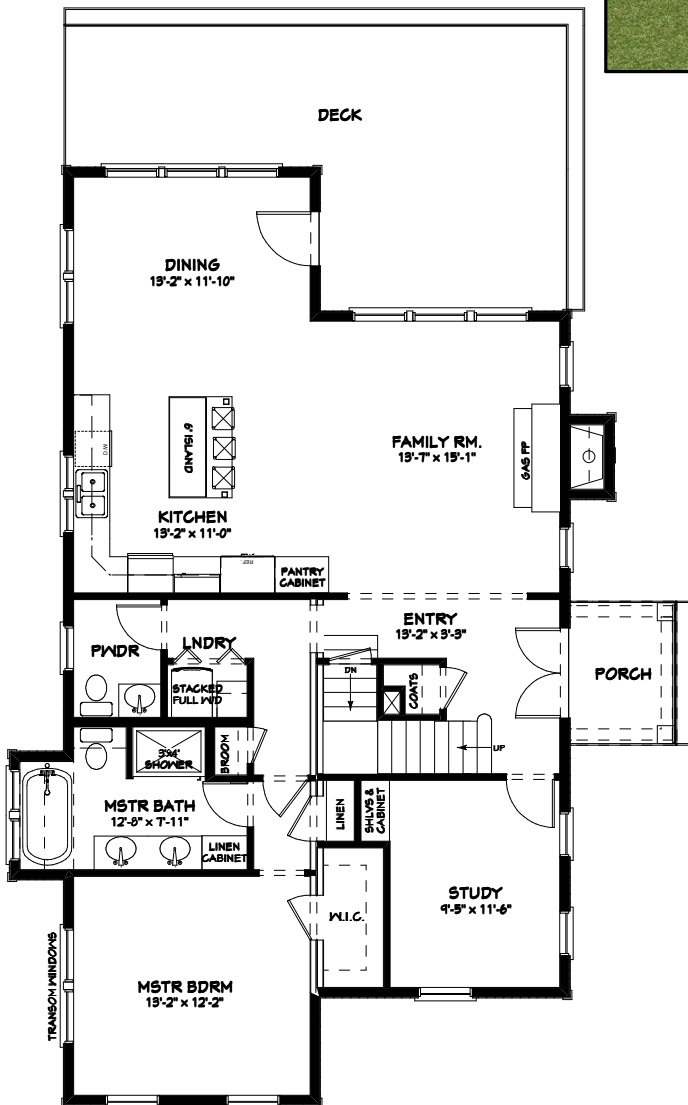 DECK
DINING
13'-2" x 11'-10"
6' ISLAND
FAMILY RM.
13'-7" x 15'-1"
GAS FP
D/W
KITCHEN
13'-2" x 11'-0"
REF.
PANTRY
CABINET
ENTRY
13'-2" x 3'-3"
PWDR
LNDRY
STACKED
FULL W/D
DN
COATS
PORCH
UP
3'x4'
SHOWER
BROOM
MSTR BATH
12'-8" x 7'-11"
LINEN
CABINET
LINEN
SHLVS &
CABINET
STUDY
9'-5" x 11'-6"
W.I.C.
TRANSOM WINDOWS
MSTR BDRM
13'-2" x 12'-2"